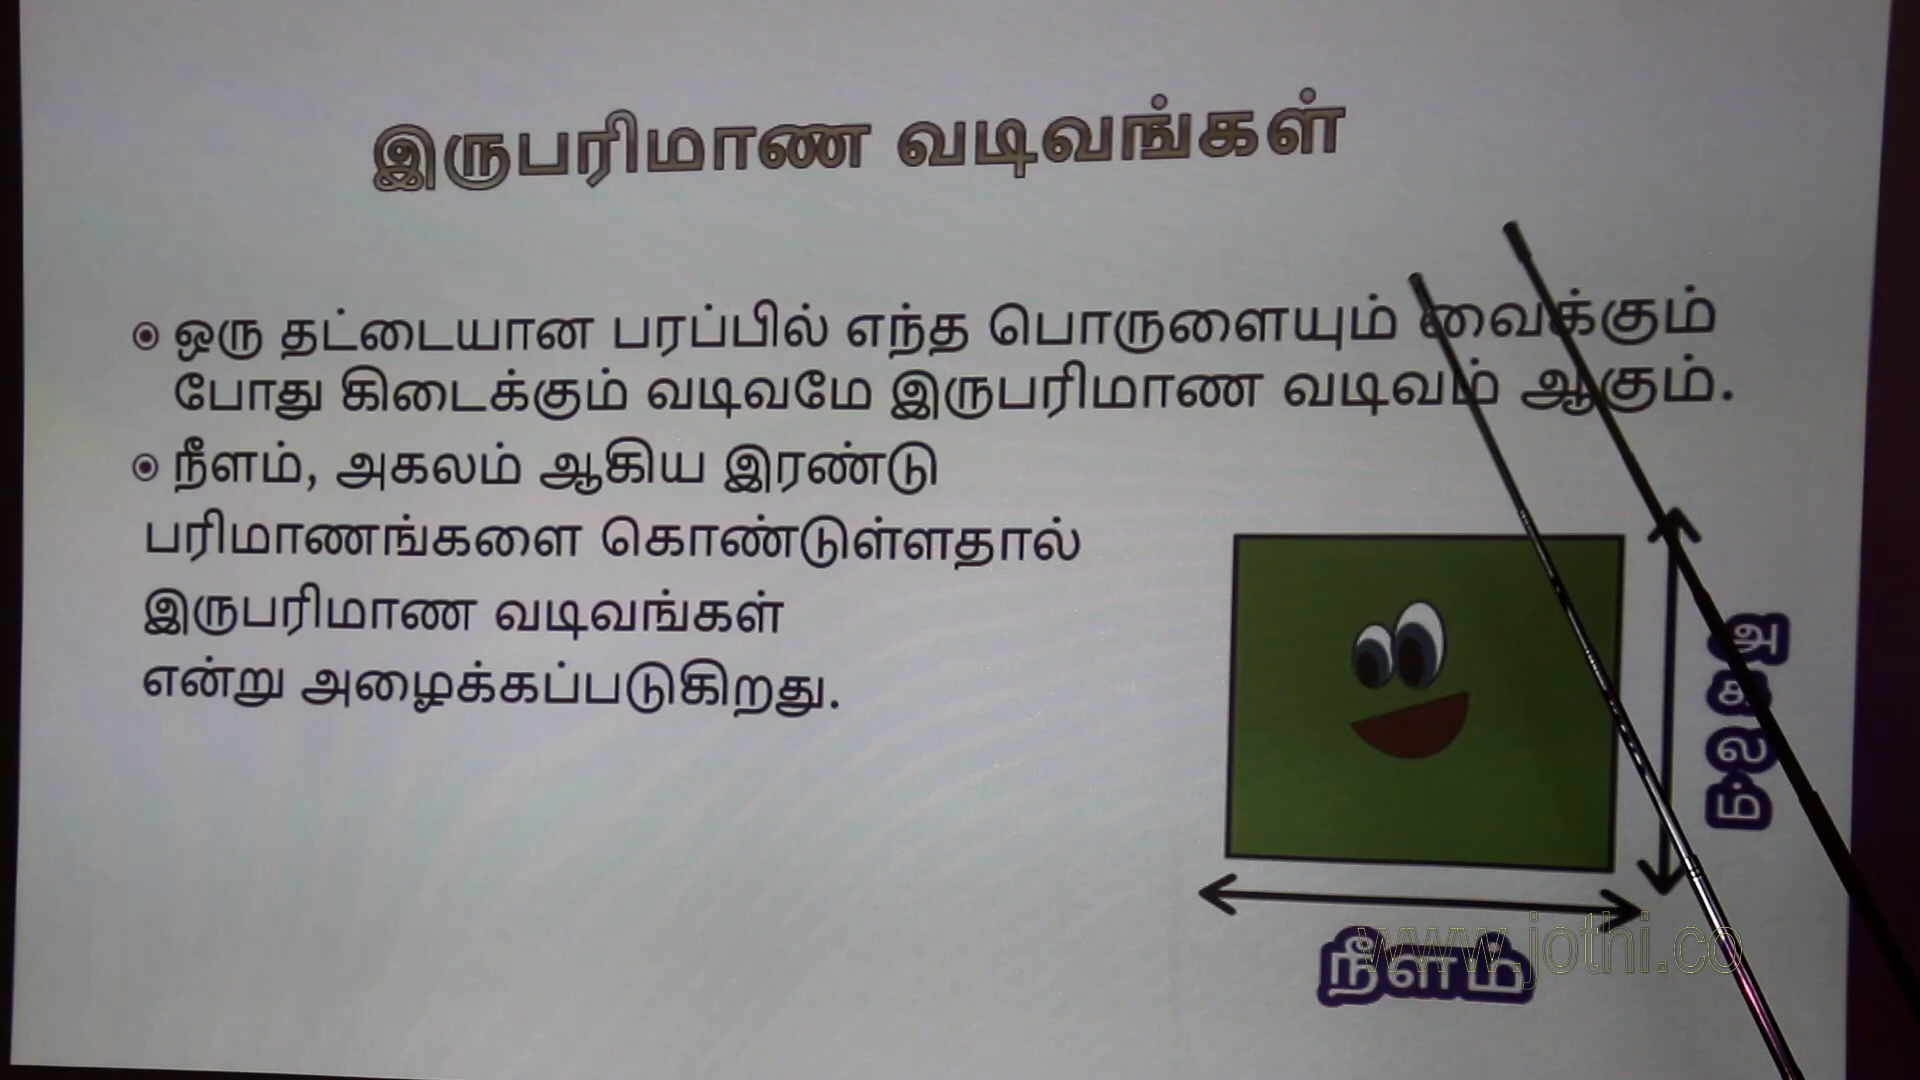 இருபரிமாண வடிவங்கள்
ஒரு தட்டையான பரப்பில் எந்த பொருளையும் வைக்கும்
போது கிடைக்கும் வடிவமே இருபரிமாண வடிவம் ஆகும்.
நீளம், அகலம் ஆகிய இரண்டு
பரிமாணங்களை கொண்டுள்ளதால்
இருபரிமாண வடிவங்கள்
என்று அழைக்கப்படுகிறது.
அகலம்
நீளம்
www.jothi.co